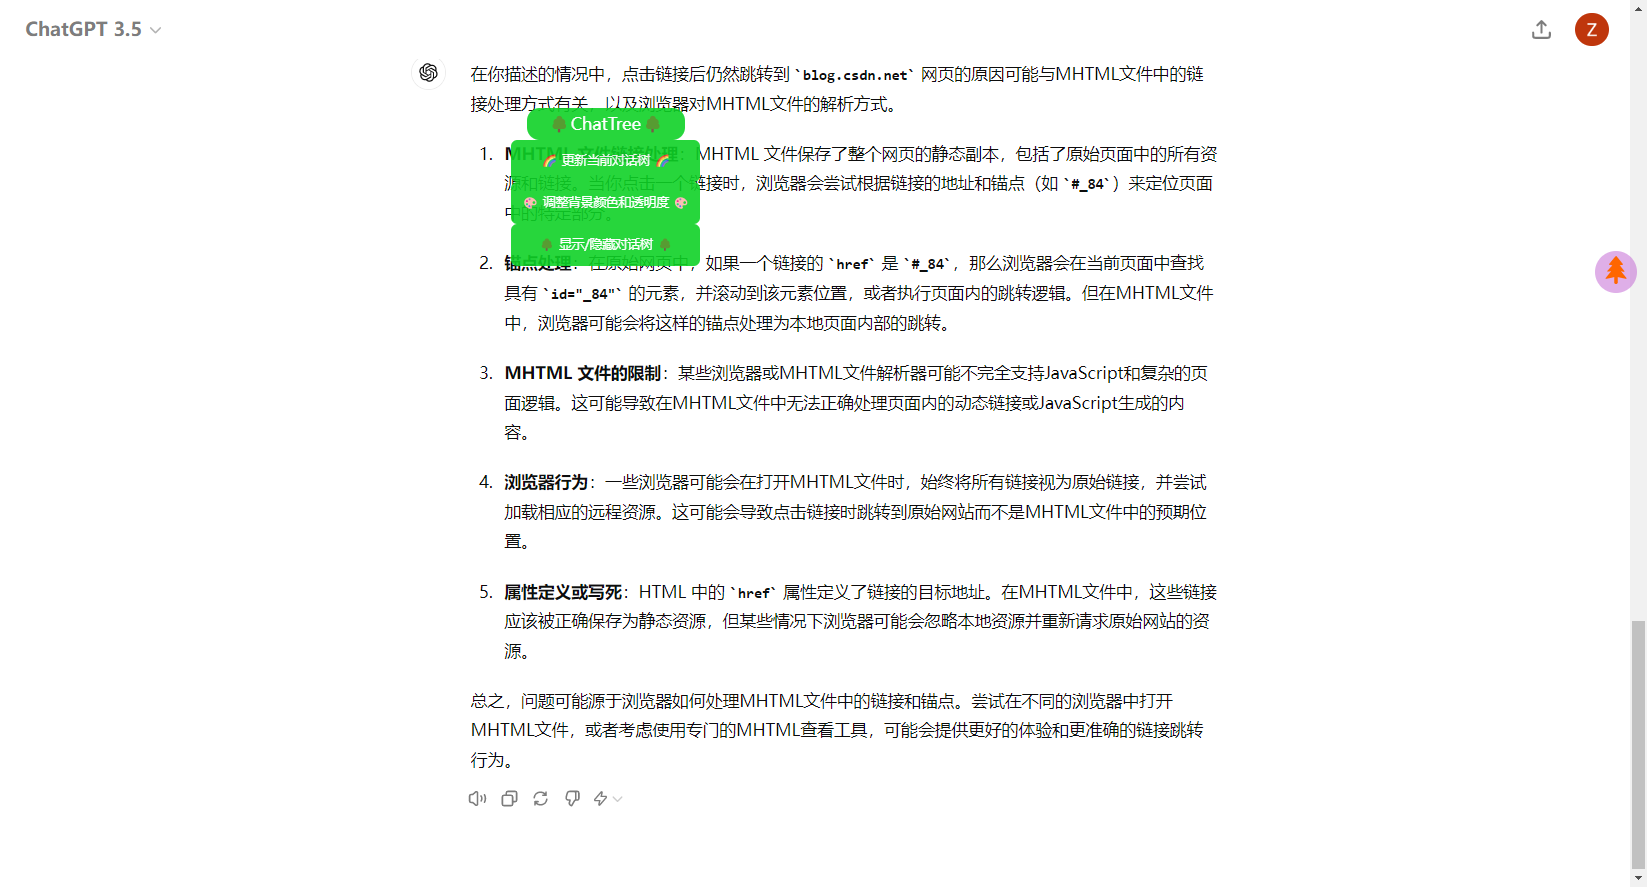 ChatGPT 3.5
Z
在你描述的情况中，点击链接后仍然跳转到 `blog.csdn.net` 网页的原因可能与MHTML文件中的链
接处理方式有关，以及浏览器对MHTML文件的解析方式。
ChatTree
1. MHTML 文件链接处理：MHTML 文件保存了整个网页的静态副本，包括了原始页面中的所有资
更新当前对话树
源和链接。当你点击一个链接时，浏览器会尝试根据链接的地址和锚点（如 `#_84`）来定位页面
调整背景颜色和透明度
中的特定部分。
显示/隐藏对话树
2. 锚点处理：在原始网页中，如果一个链接的 `href` 是 `#_84`，那么浏览器会在当前页面中查找
具有 `id="_84"` 的元素，并滚动到该元素位置，或者执行页面内的跳转逻辑。但在MHTML文件
中，浏览器可能会将这样的锚点处理为本地页面内部的跳转。
3. MHTML 文件的限制：某些浏览器或MHTML文件解析器可能不完全支持JavaScript和复杂的页
面逻辑。这可能导致在MHTML文件中无法正确处理页面内的动态链接或JavaScript生成的内
容。
4. 浏览器行为：一些浏览器可能会在打开MHTML文件时，始终将所有链接视为原始链接，并尝试
加载相应的远程资源。这可能会导致点击链接时跳转到原始网站而不是MHTML文件中的预期位
置。
5. 属性定义或写死：HTML 中的 `href` 属性定义了链接的目标地址。在MHTML文件中，这些链接
应该被正确保存为静态资源，但某些情况下浏览器可能会忽略本地资源并重新请求原始网站的资
源。
总之，问题可能源于浏览器如何处理MHTML文件中的链接和锚点。尝试在不同的浏览器中打开
MHTML文件，或者考虑使用专门的MHTML查看工具，可能会提供更好的体验和更准确的链接跳转
行为。